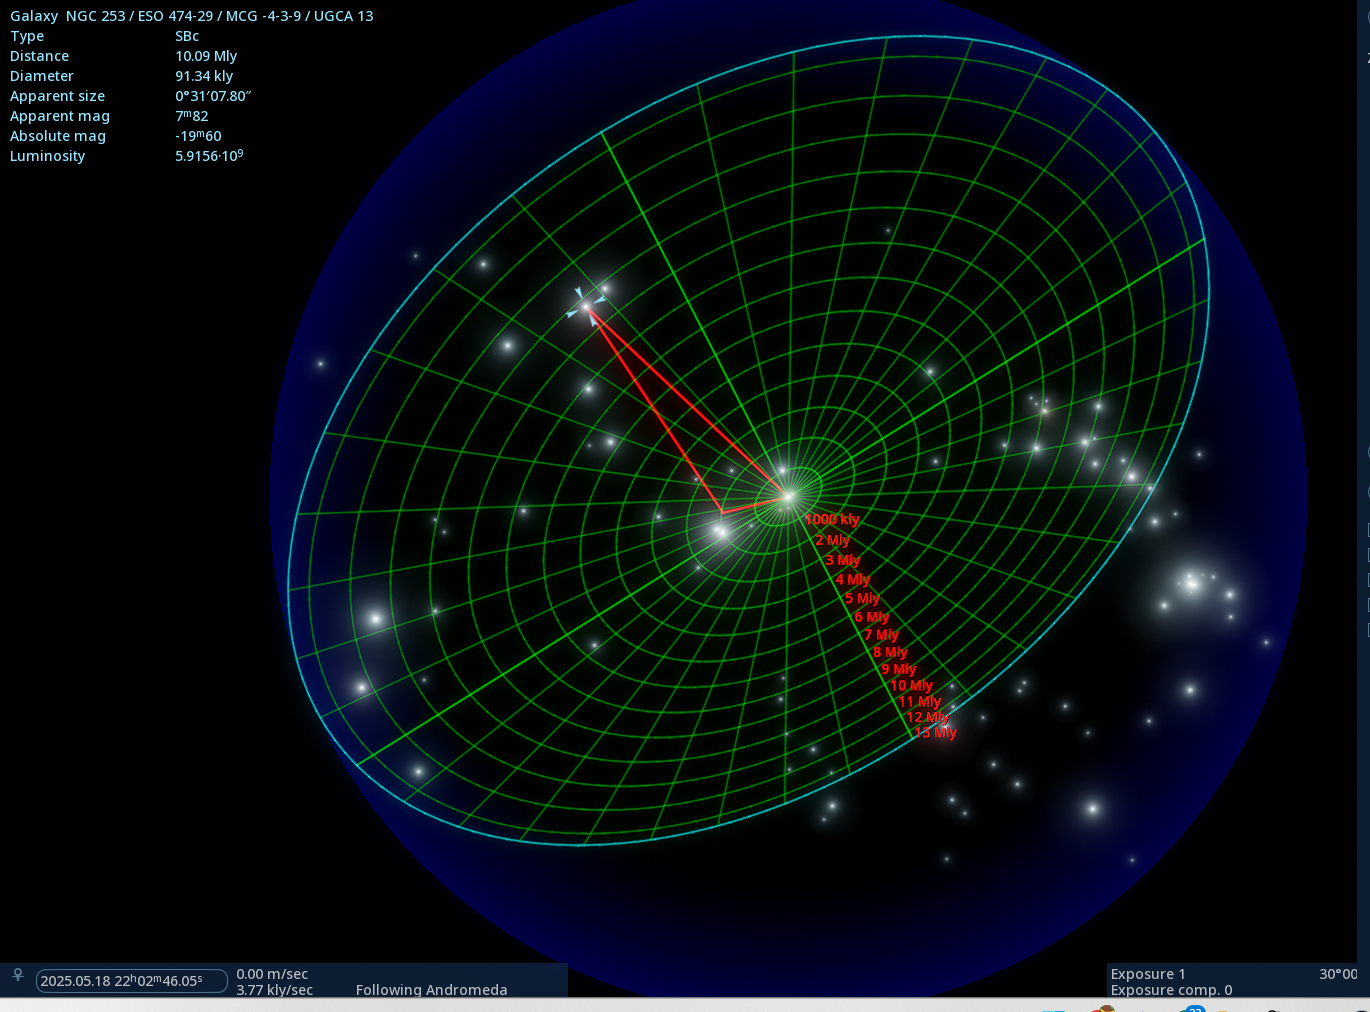 Galaxy NGC 253 / ESO 474-29 / MCG -4-3-9 / UGCA 13
Type SBc
Distance 10.09 Mly
Diameter 91.34 kly
Apparent size 0°31′07.80″
Apparent mag 7ᵐ82
Absolute mag -19ᵐ60
Luminosity 5.9156·10⁹
1000 kly
2 Mly
3 Mly
4 Mly
5 Mly
6 Mly
7 Mly
8 Mly
9 Mly
10 Mly
11 Mly
12 Mly
13 Mly
2025.05.18 22ʰ02ᵐ46.05ˢ
0.00 m/sec
3.77 kly/sec Following Andromeda
Exposure 1 30°00
Exposure comp. 0